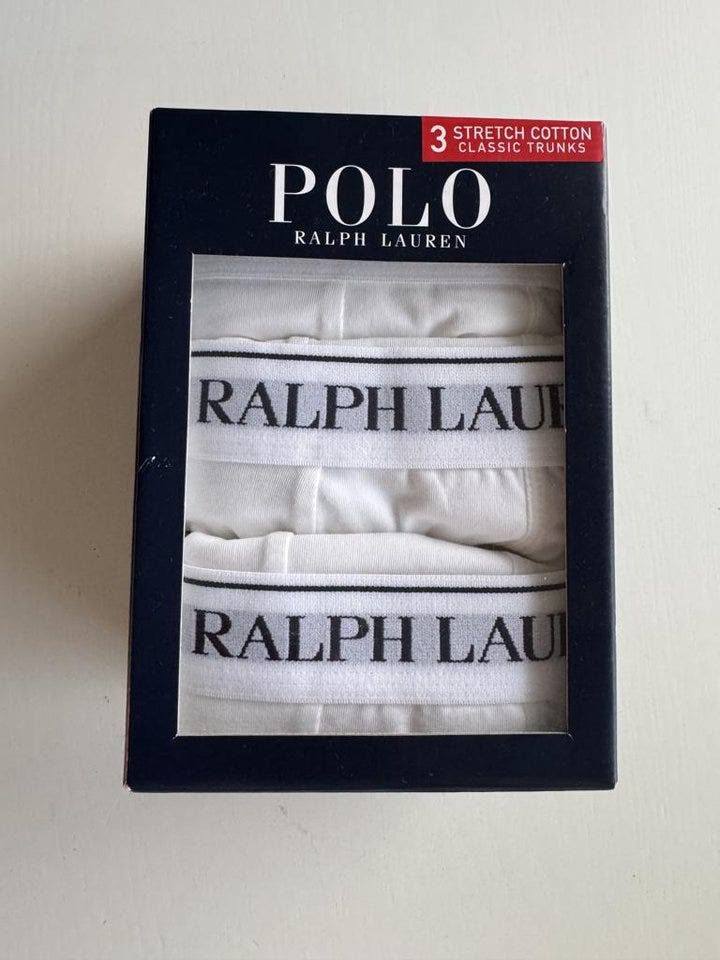 3 STRETCH COTTON
CLASSIC TRUNKS
POLO
RALPH LAUREN
RALPH LAU
RALPH LAU